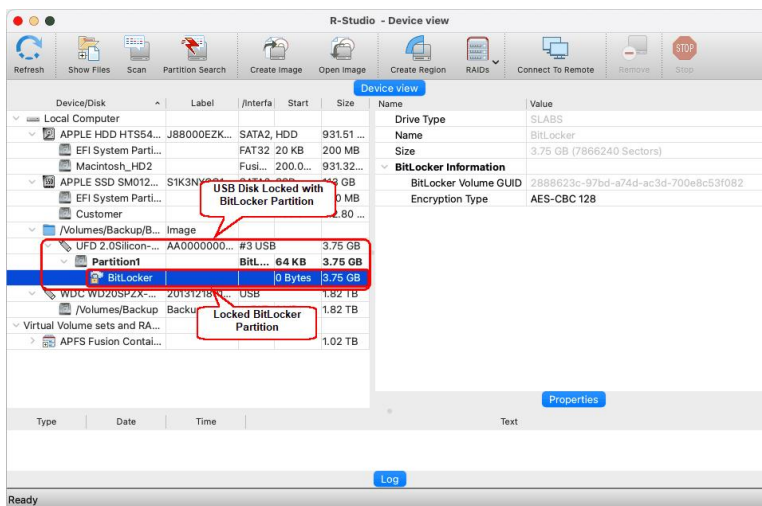 R-Studio - Device view
Refresh Show Files Scan Partition Search Create Image Open Image Create Region RAIDs Connect To Remote Remove Stop
STOP
Device view
Device/Disk Label /Interfa Start Size
Local Computer
APPLE HDD HTS54... J88000EZK... SATA2, HDD 931.51 ...
EFI System Parti... FAT32 20 KB 200 MB
Macintosh_HD2 Fusi... 200.0... 931.32...
APPLE SSD SM012... GB
EFI System Parti... MB
Customer .80 ...
/Volumes/Backup/B... Image
UFD 2.0Silicon-... AA0000000... #3 USB 3.75 GB
Partition1 BitL... 64 KB 3.75 GB
BitLocker 0 Bytes 3.75 GB
WDC WD20SPZX-... USB 1.82 TB
/Volumes/Backup 1.82 TB
Virtual Volume sets and RA...
APFS Fusion Contai... 1.02 TB
USB Disk Locked with
BitLocker Partition
Locked BitLocker
Partition
Name Value
Drive Type SLABS
Name BitLocker
Size 3.75 GB (7866240 Sectors)
BitLocker Information
BitLocker Volume GUID 2888623c-97bd-a74d-ac3d-700e8c53f082
Encryption Type AES-CBC 128
Properties
Type Date Time Text
Log
Ready